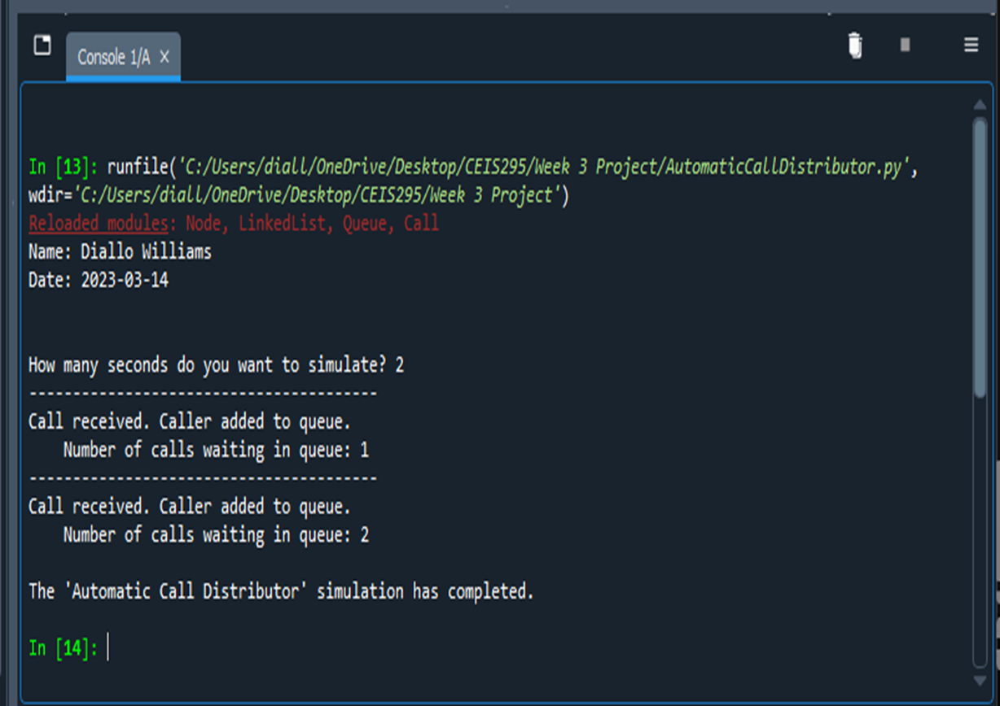 Console 1/A ×
In [13]: runfile('C:/Users/diall/OneDrive/Desktop/CEIS295/Week 3 Project/AutomaticCallDistributor.py',
wdir='C:/Users/diall/OneDrive/Desktop/CEIS295/Week 3 Project')
Reloaded modules: Node, LinkedList, Queue, Call
Name: Diallo Williams
Date: 2023-03-14
How many seconds do you want to simulate? 2
----------------------------------------
Call received. Caller added to queue.
    Number of calls waiting in queue: 1
----------------------------------------
Call received. Caller added to queue.
    Number of calls waiting in queue: 2
The 'Automatic Call Distributor' simulation has completed.
In [14]: